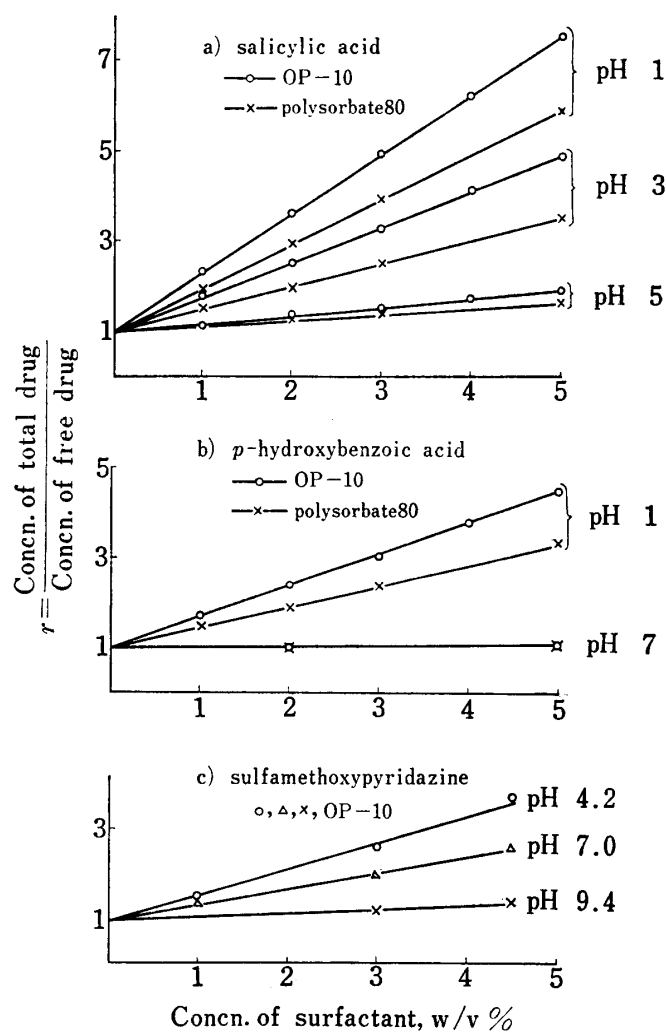 a) salicylic acid
OP-10
polysorbate80
7
5
3
1
pH 1
pH 3
pH 5
1 2 3 4 5
r = Concn. of total drug / Concn. of free drug
b) p-hydroxybenzoic acid
OP-10
polysorbate80
5
3
1
pH 1
pH 7
1 2 3 4 5
c) sulfamethoxypyridazine
○, △, ×, OP-10
3
1
pH 4.2
pH 7.0
pH 9.4
1 2 3 4 5
Concn. of surfactant, w/v %